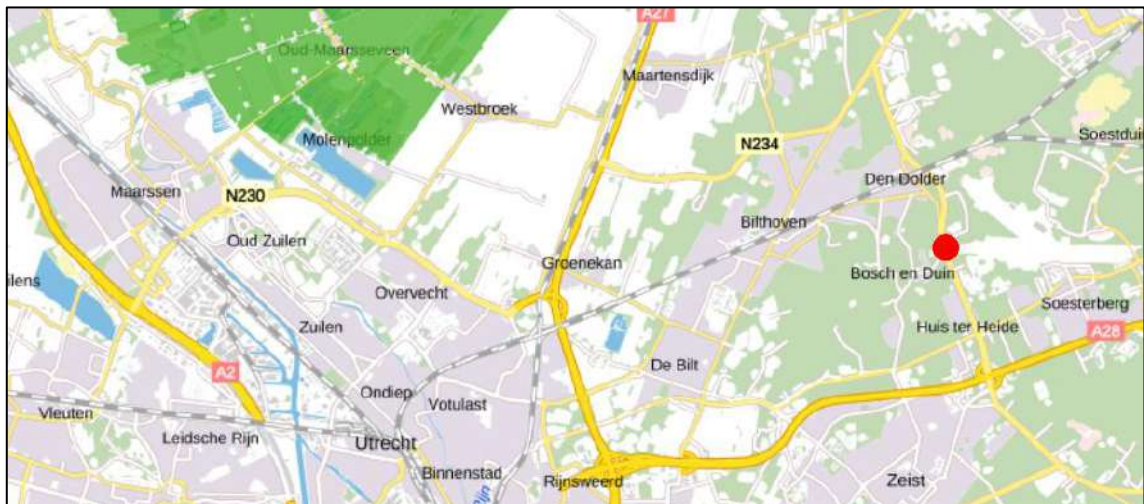 A27
Oud-Maarsseveen
Maartensdijk
Westbroek
Molenpolder
N234
Soestdui
Den Dolder
Maarssen
N230
Bilthoven
Oud Zuilen
Groenekan
Bosch en Duin
ilens
Overvecht
Soesterberg
Zuilen
Huis ter Heide
A28
De Bilt
A2
Ondiep
Votulast
Vleuten
Leidsche Rijn
Utrecht
Binnenstad
Rijnsweerd
Zeist